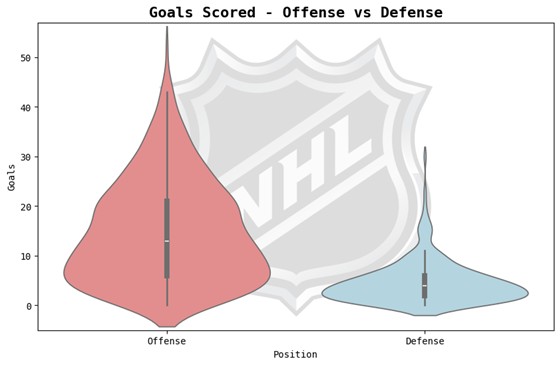 Goals Scored - Offense vs Defense
50
40
30
20
10
0
Goals
NHL
Offense
Defense
Position